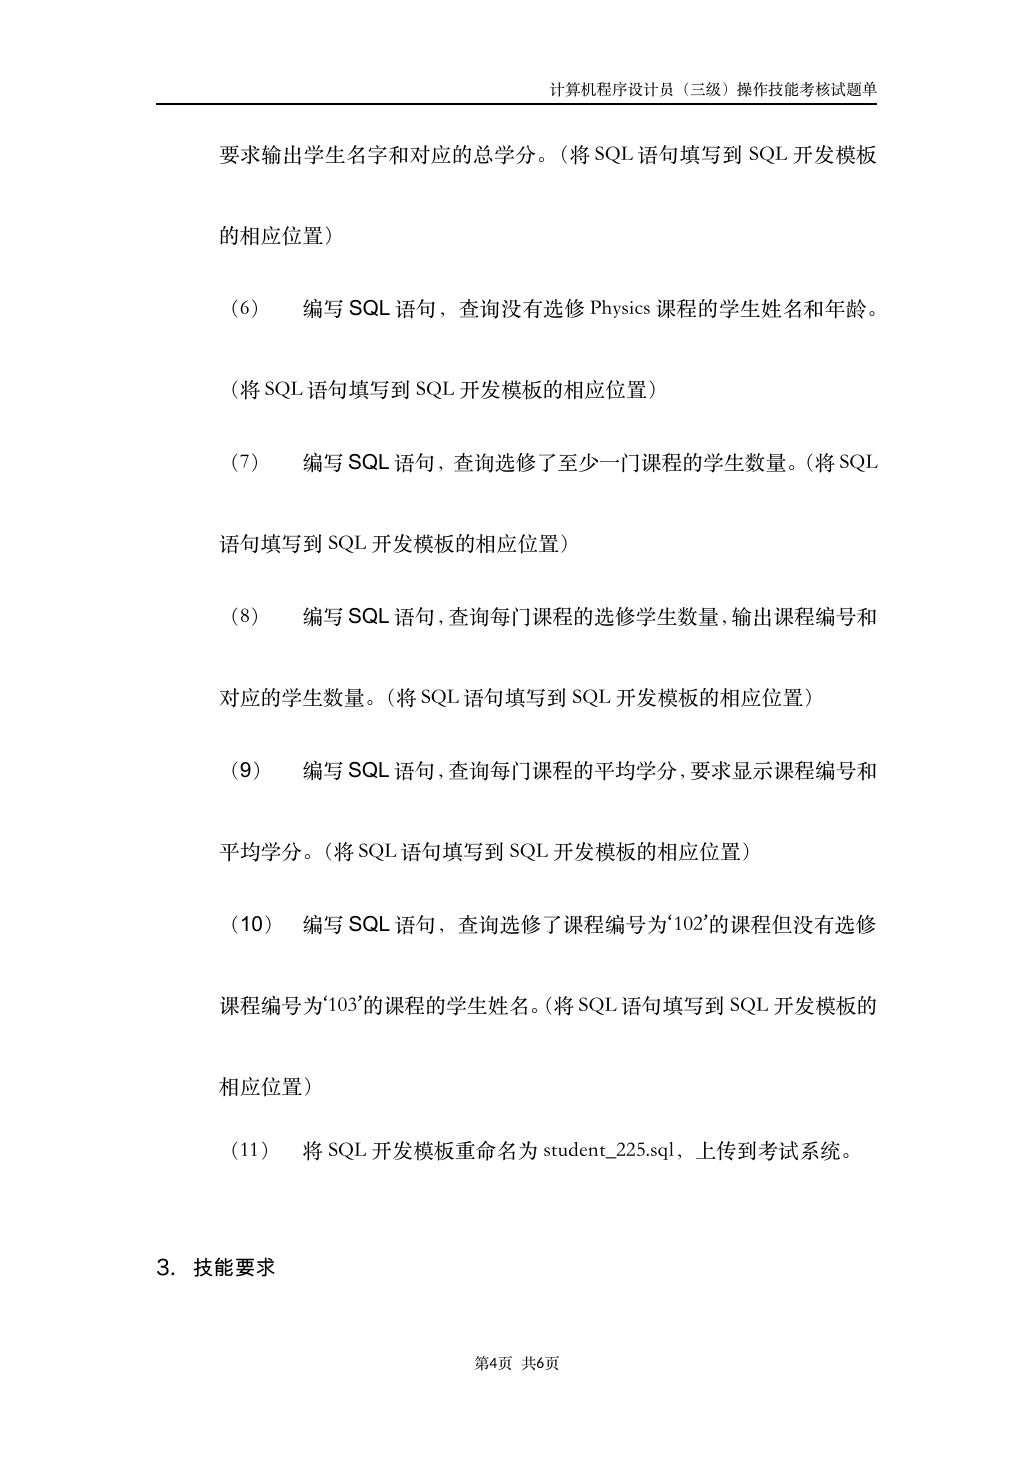 计算机程序设计员（三级）操作技能考核试题单
要求输出学生名字和对应的总学分。（将 SQL 语句填写到 SQL 开发模板
的相应位置）
（6） 编写 SQL 语句，查询没有选修 Physics 课程的学生姓名和年龄。
（将 SQL 语句填写到 SQL 开发模板的相应位置）
（7） 编写 SQL 语句，查询选修了至少一门课程的学生数量。（将 SQL
语句填写到 SQL 开发模板的相应位置）
（8） 编写 SQL 语句，查询每门课程的选修学生数量，输出课程编号和
对应的学生数量。（将 SQL 语句填写到 SQL 开发模板的相应位置）
（9） 编写 SQL 语句，查询每门课程的平均学分，要求显示课程编号和
平均学分。（将 SQL 语句填写到 SQL 开发模板的相应位置）
（10） 编写 SQL 语句，查询选修了课程编号为‘102’的课程但没有选修
课程编号为‘103’的课程的学生姓名。（将 SQL 语句填写到 SQL 开发模板的
相应位置）
（11） 将 SQL 开发模板重命名为 student_225.sql，上传到考试系统。
3. 技能要求
第4页 共6页